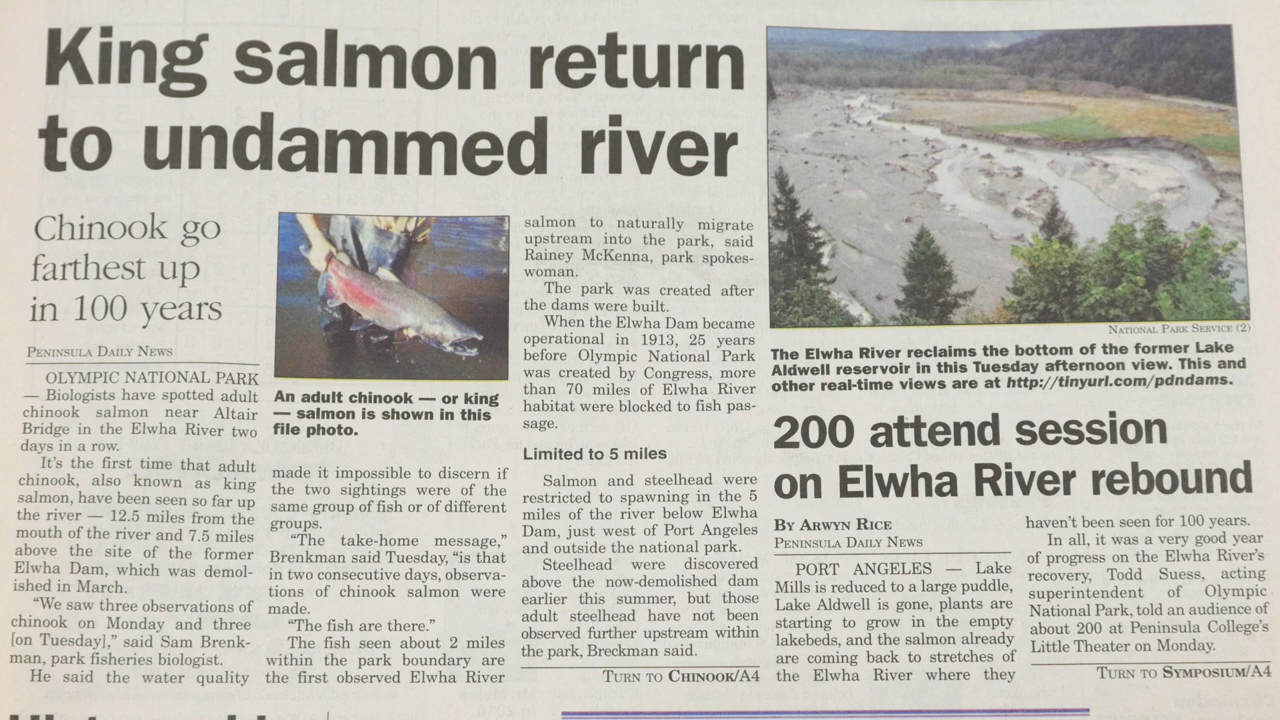 King salmon return
to undammed river
Chinook go
farthest up
in 100 years
PENINSULA DAILY NEWS
OLYMPIC NATIONAL PARK
— Biologists have spotted adult
chinook salmon near Altair
Bridge in the Elwha River two
days in a row.
It's the first time that adult
chinook, also known as king
salmon, have been seen so far up
the river — 12.5 miles from the
mouth of the river and 7.5 miles
above the site of the former
Elwha Dam, which was demol-
ished in March.
"We saw three observations of
chinook on Monday and three
[on Tuesday]," said Sam Brenk-
man, park fisheries biologist.
He said the water quality
An adult chinook — or king
— salmon is shown in this
file photo.
made it impossible to discern if
the two sightings were of the
same group of fish or of different
groups.
"The take-home message,"
Brenkman said Tuesday, "is that
in two consecutive days, observa-
tions of chinook salmon were
made.
"The fish are there."
The fish seen about 2 miles
within the park boundary are
the first observed Elwha River
salmon to naturally migrate
upstream into the park, said
Rainey McKenna, park spokes-
woman.
The park was created after
the dams were built.
When the Elwha Dam became
operational in 1913, 25 years
before Olympic National Park
was created by Congress, more
than 70 miles of Elwha River
habitat were blocked to fish pas-
sage.
Limited to 5 miles
Salmon and steelhead were
restricted to spawning in the 5
miles of the river below Elwha
Dam, just west of Port Angeles
and outside the national park.
Steelhead were discovered
above the now-demolished dam
earlier this summer, but those
adult steelhead have not been
observed further upstream within
the park, Breckman said.
TURN TO CHINOOK/A4
NATIONAL PARK SERVICE (2)
The Elwha River reclaims the bottom of the former Lake
Aldwell reservoir in this Tuesday afternoon view. This and
other real-time views are at http://tinyurl.com/pdndams.
200 attend session
on Elwha River rebound
BY ARWYN RICE
PENINSULA DAILY NEWS
PORT ANGELES — Lake
Mills is reduced to a large puddle,
Lake Aldwell is gone, plants are
starting to grow in the empty
lakebeds, and the salmon already
are coming back to stretches of
the Elwha River where they
haven't been seen for 100 years.
In all, it was a very good year
of progress on the Elwha River's
recovery, Todd Suess, acting
superintendent of Olympic
National Park, told an audience of
about 200 at Peninsula College's
Little Theater on Monday.
TURN TO SYMPOSIUM/A4